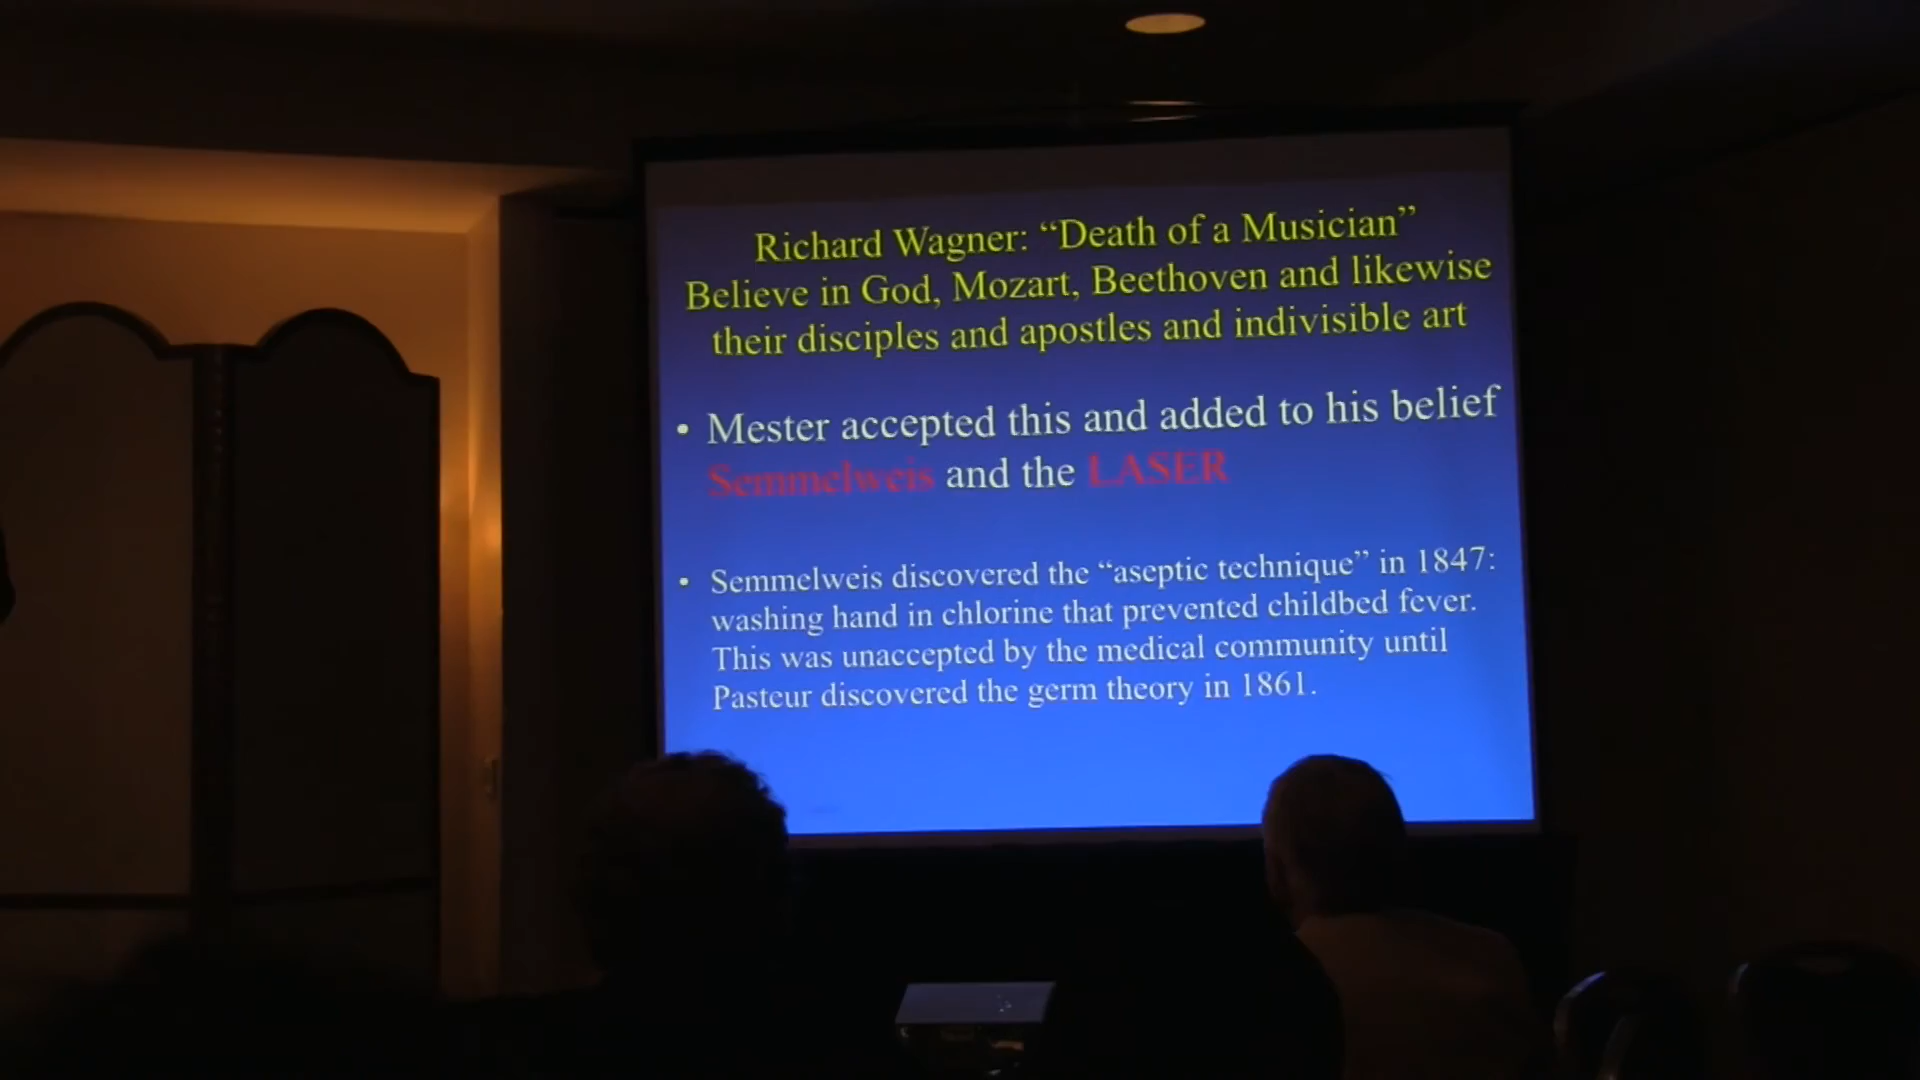 Richard Wagner: “Death of a Musician”
Believe in God, Mozart, Beethoven and likewise
their disciples and apostles and indivisible art
• Mester accepted this and added to his belief
Semmelweis and the LASER
• Semmelweis discovered the “aseptic technique” in 1847:
washing hand in chlorine that prevented childbed fever.
This was unaccepted by the medical community until
Pasteur discovered the germ theory in 1861.